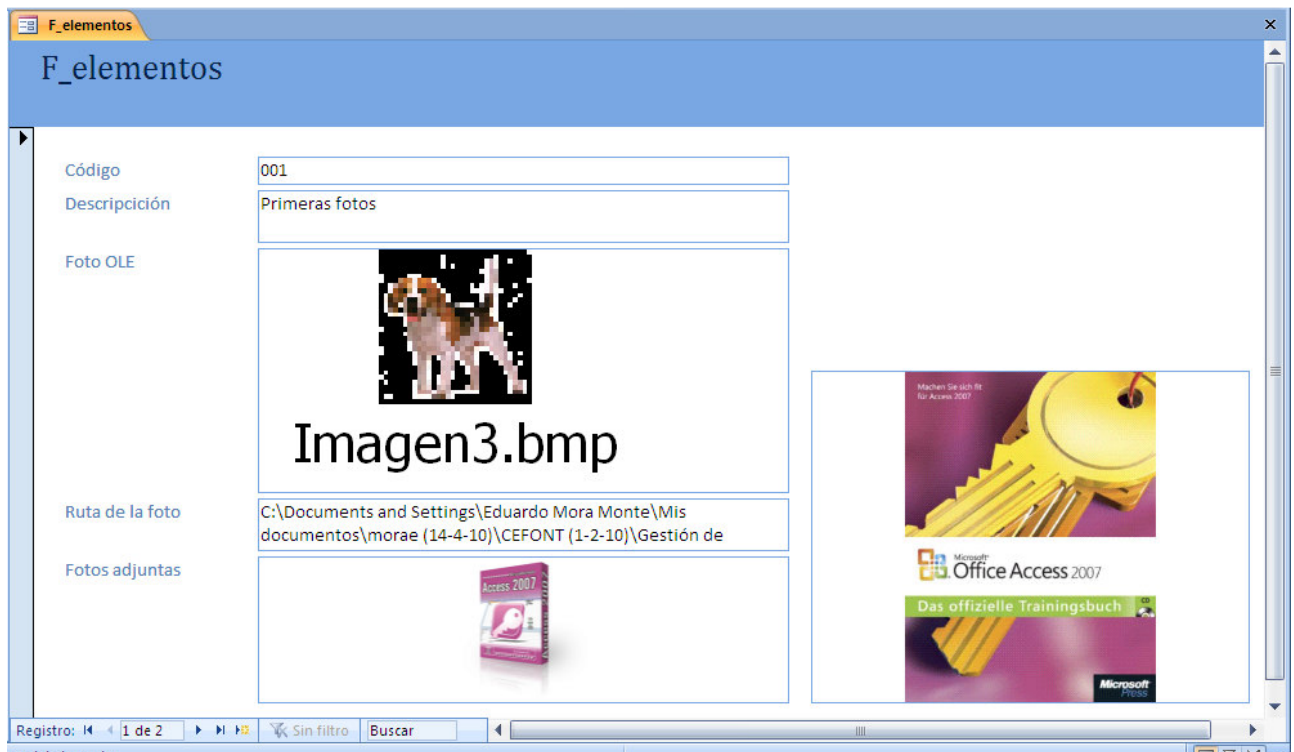 F_elementos
F_elementos
Código
001
Descripcición
Primeras fotos
Foto OLE
Imagen3.bmp
Ruta de la foto
C:\Documents and Settings\Eduardo Mora Monte\Mis
documentos\morae (14-4-10)\CEFONT (1-2-10)\Gestión de
Fotos adjuntas
Access 2007
Machen Sie sich fit
für Access 2007
Microsoft
Office Access 2007
Das offizielle Trainingsbuch
CD
Microsoft
Press
Registro:
1 de 2
Sin filtro
Buscar